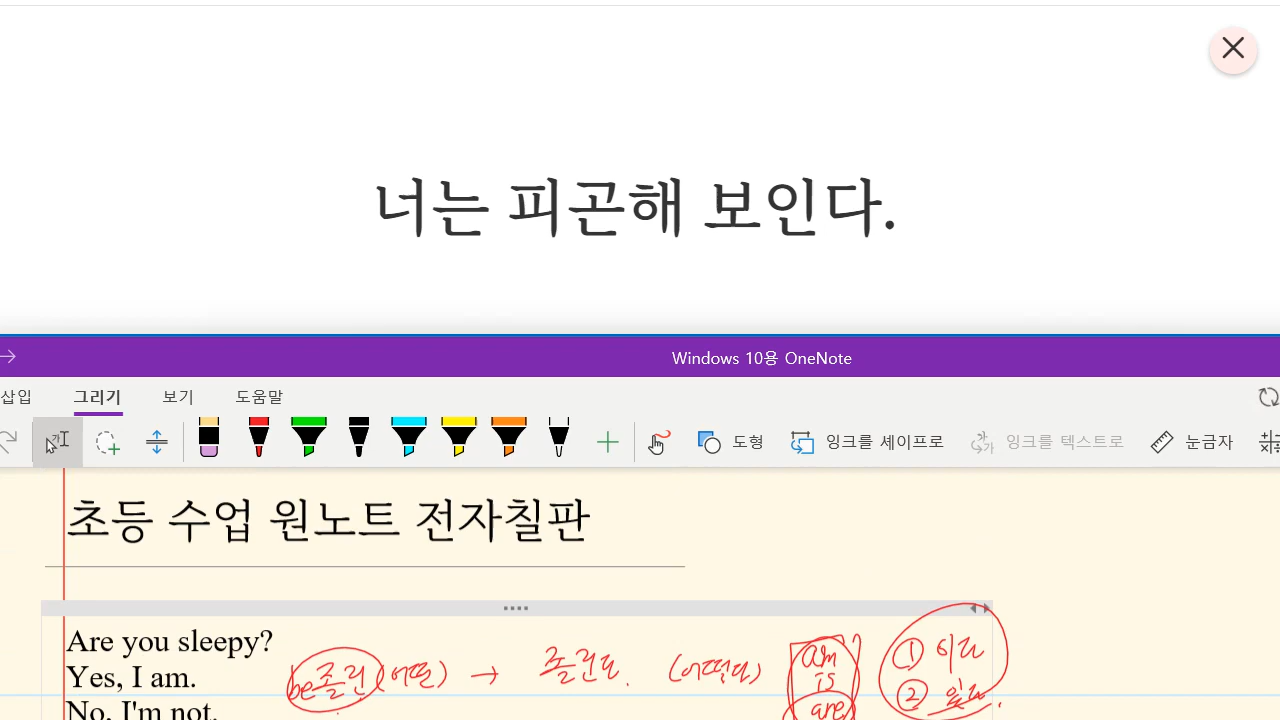 너는 피곤해 보인다.
Windows 10용 OneNote
삽입 그리기 보기 도움말
도형 잉크를 셰이프로 잉크를 텍스트로 눈금자
초등 수업 원노트 전자칠판
Are you sleepy?
Yes, I am.
be 졸린 (어떤) → 졸린다. (어떻다)
am
is
are
① 이다
② 있다.
No, I'm not.